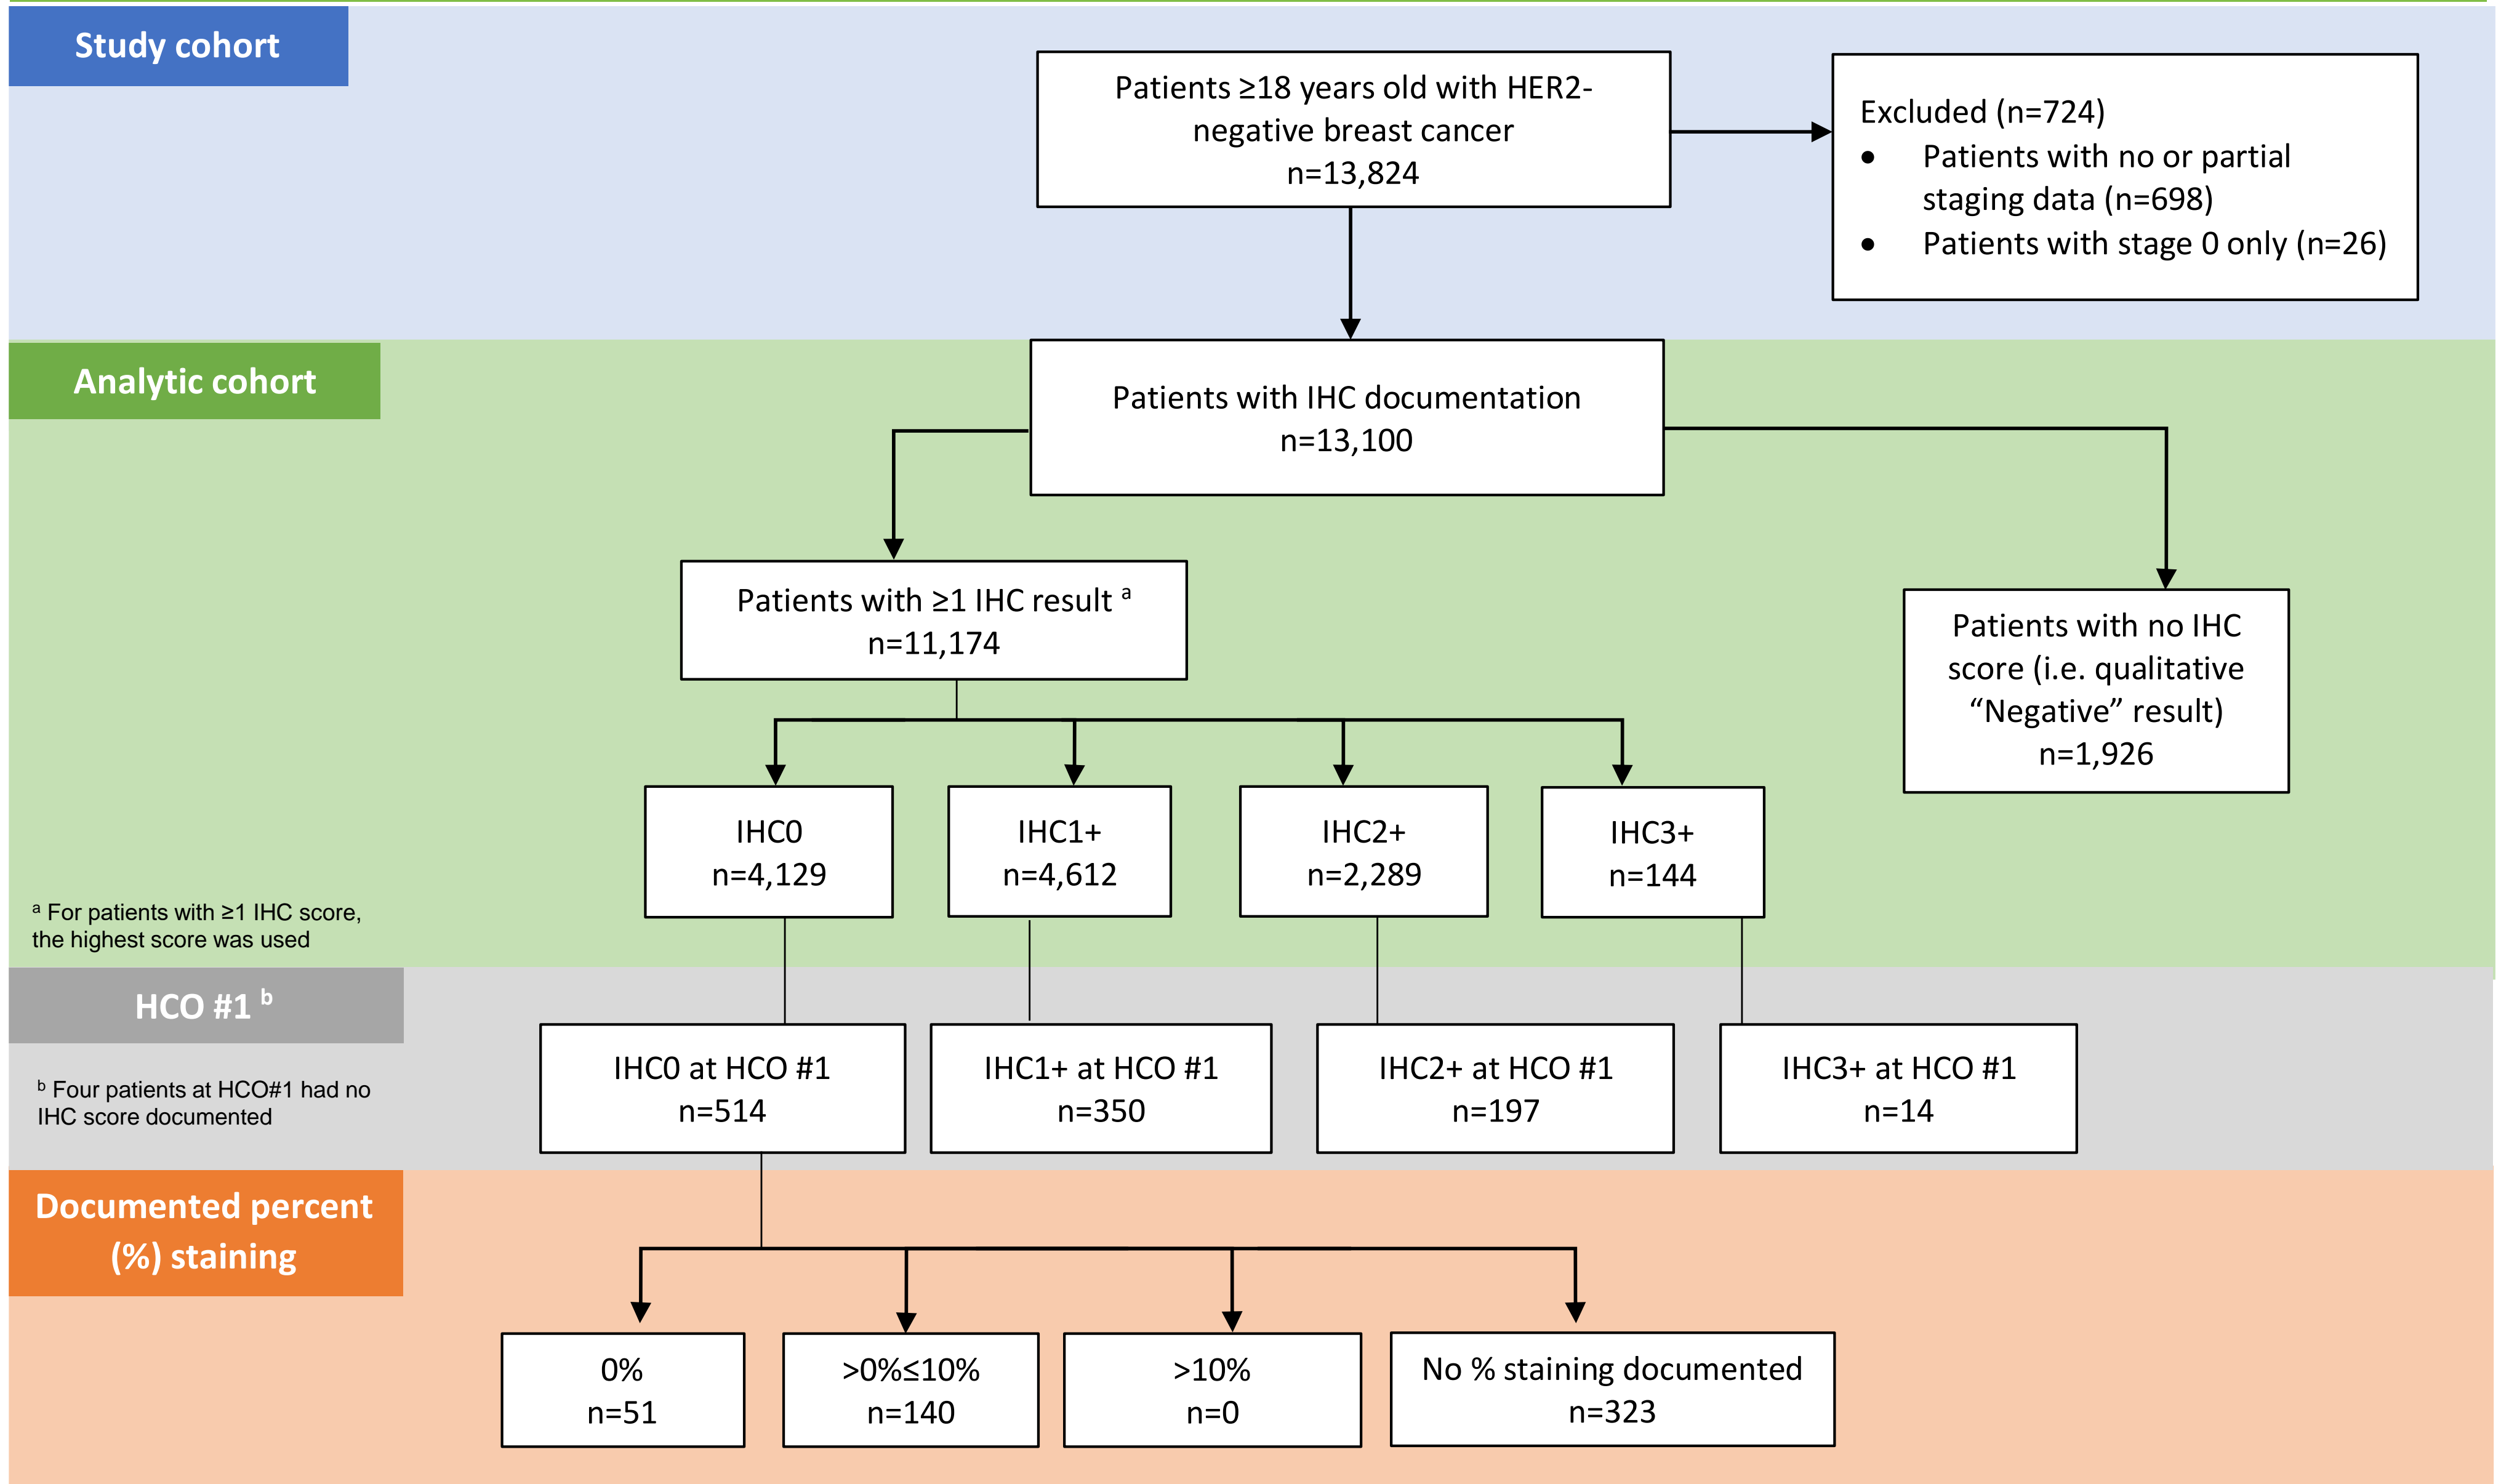 Study cohort
Patients ≥18 years old with HER2-
negative breast cancer
n=13,824
Excluded (n=724)
● Patients with no or partial
staging data (n=698)
● Patients with stage 0 only (n=26)
Analytic cohort
Patients with IHC documentation
n=13,100
Patients with ≥1 IHC result a
n=11,174
Patients with no IHC
score (i.e. qualitative
“Negative” result)
n=1,926
IHC0
n=4,129
IHC1+
n=4,612
IHC2+
n=2,289
IHC3+
n=144
a For patients with ≥1 IHC score,
the highest score was used
HCO #1 b
b Four patients at HCO#1 had no
IHC score documented
IHC0 at HCO #1
n=514
IHC1+ at HCO #1
n=350
IHC2+ at HCO #1
n=197
IHC3+ at HCO #1
n=14
Documented percent
(%) staining
0%
n=51
>0%≤10%
n=140
>10%
n=0
No % staining documented
n=323